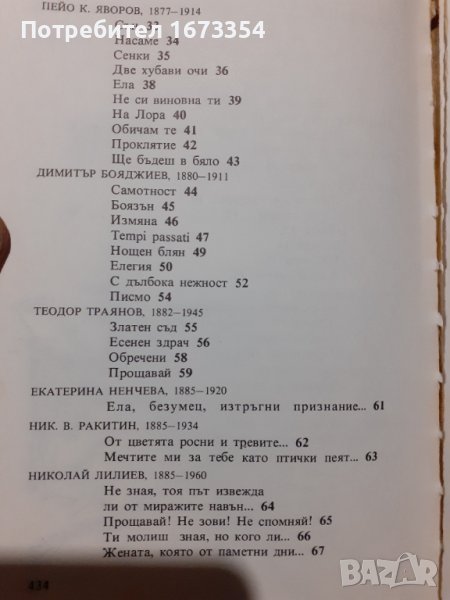 Потребител 1673354
ПЕЙО К. ЯВОРОВ, 1877—1914
Сън 33
Насаме 34
Сенки 35
Две хубави очи 36
Ела 38
Не си виновна ти 39
На Лора 40
Обичам те 41
Проклятие 42
Ще бъдеш в бяло 43
ДИМИТЪР БОЯДЖИЕВ, 1880—1911
Самотност 44
Боязън 45
Измяна 46
Tempi passati 47
Нощен блян 49
Елегия 50
С дълбока нежност 52
Писмо 54
ТЕОДОР ТРАЯНОВ, 1882—1945
Златен съд 55
Есенен здрач 56
Обречени 58
Прощавай 59
ЕКАТЕРИНА НЕНЧЕВА, 1885—1920
Ела, безумец, изтръгни признание... 61
НИК. В. РАКИТИН, 1885—1934
От цветята росни и тревите... 62
Мечтите ми за тебе като птички пеят... 63
НИКОЛАЙ ЛИЛИЕВ, 1885—1960
Не зная, тоя път извежда
ли от миражите навън... 64
Прощавай! Не зови! Не спомняй! 65
Ти молиш зная, но кого ли... 66
Жената, която от паметни дни... 67
434
BAZAR